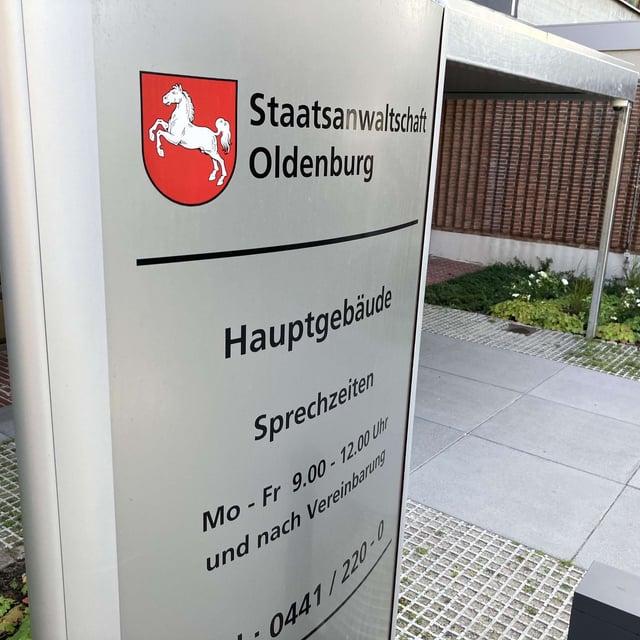 Staatsanwaltschaft
Oldenburg
Hauptgebäude
Sprechzeiten
Mo - Fr 9.00 - 12.00 Uhr
und nach Vereinbarung
0441 / 220 - 0